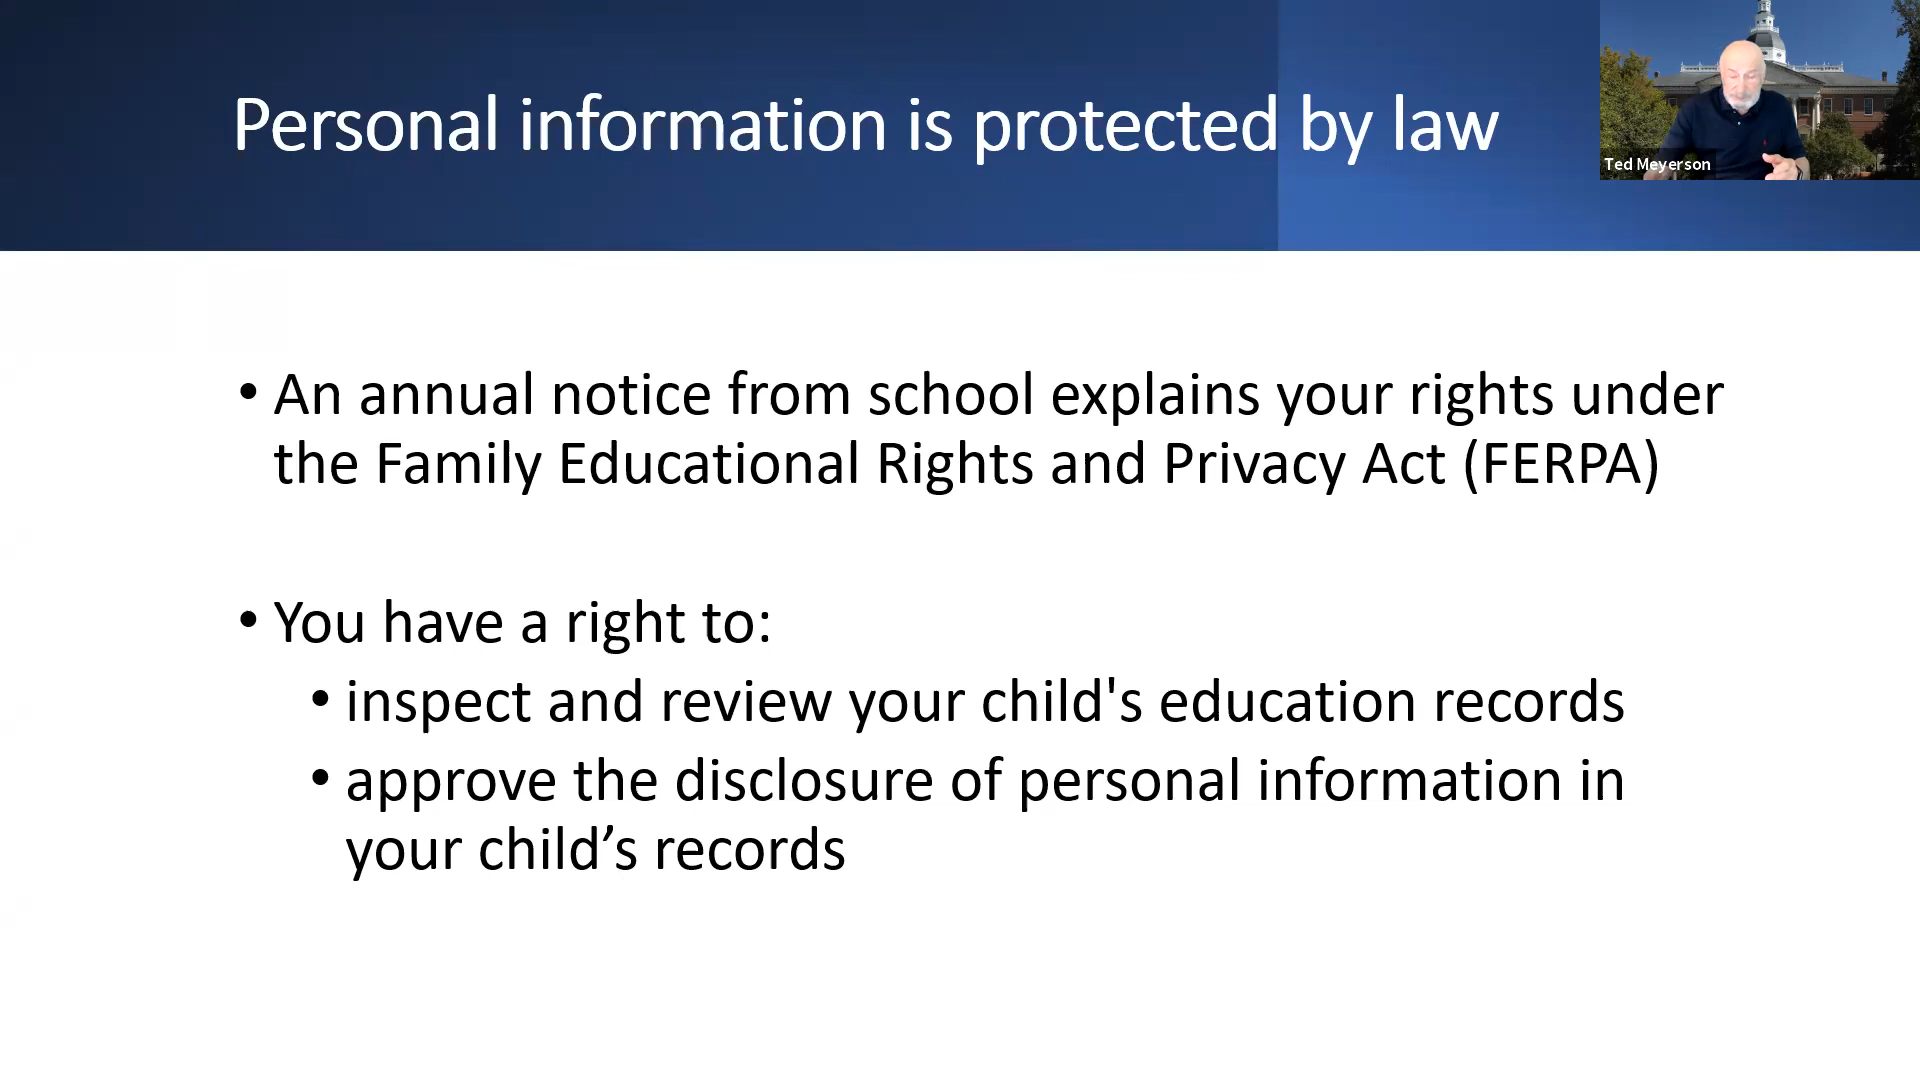 Personal information is protected by law
Ted Meyerson
• An annual notice from school explains your rights under
the Family Educational Rights and Privacy Act (FERPA)
• You have a right to:
• inspect and review your child's education records
• approve the disclosure of personal information in
your child’s records